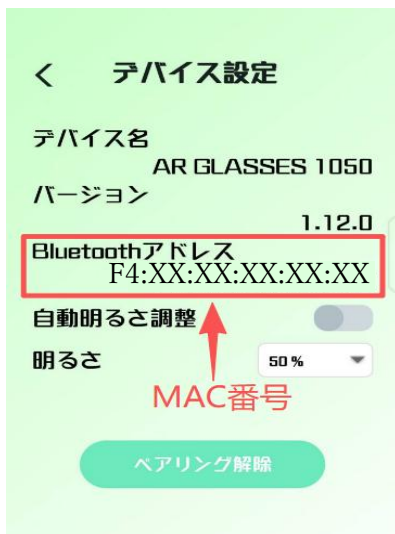 < デバイス設定
デバイス名
AR GLASSES 1050
バージョン
1.12.0
Bluetoothアドレス
F4:XX:XX:XX:XX:XX
自動明るさ調整
明るさ
50 %
MAC番号
ペアリング解除